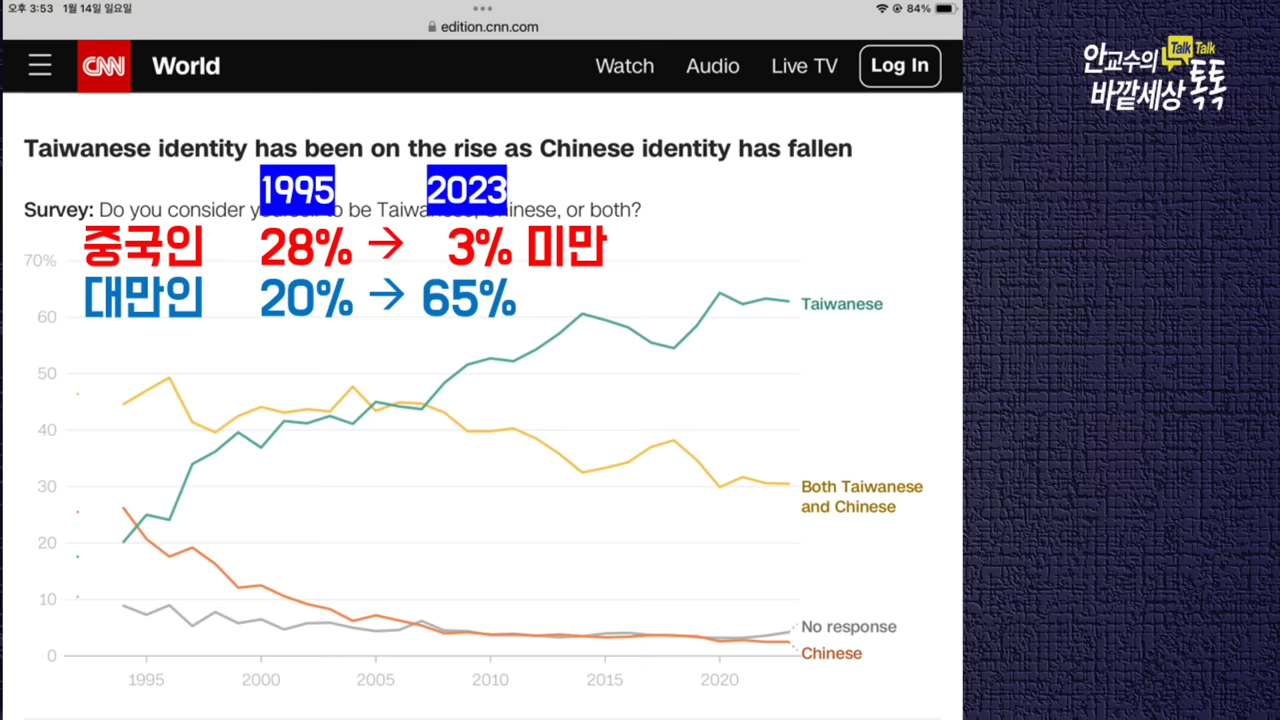 오후 3:53 1월 14일 일요일
84%
edition.cnn.com
CNN World Watch Audio Live TV Log In
안교수의 Talk Talk
바깥세상 톡톡
Taiwanese identity has been on the rise as Chinese identity has fallen
1995 2023
Survey: Do you consider to be Chinese, or both?
중국인 28% → 3% 미만
70%
대만인 20% → 65%
Taiwanese
60
50
40
30
Both Taiwanese
and Chinese
20
10
No response
Chinese
0
1995 2000 2005 2010 2015 2020